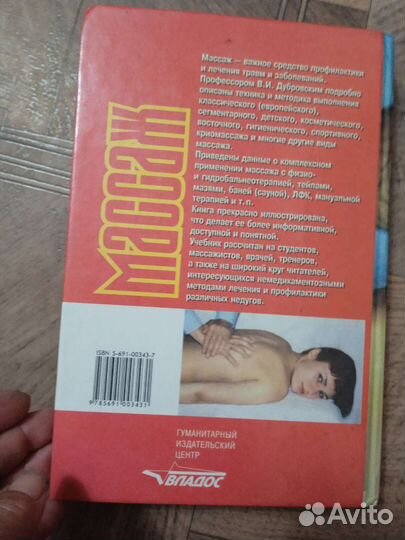 Массаж
Массаж — важное средство профилактики
и лечения травм и заболеваний.
Профессором В.И. Дубровским подробно
описаны техника и методика выполнения
классического (европейского),
сегментарного, детского, косметического,
восточного, гигиенического, спортивного,
криомассажа и многие другие виды
массажа.
Приведены данные о комплексном
применении массажа с физио-
и гидробальнеотерапией, тейпами,
мазями, баней (сауной), ЛФК, мануальной
терапией и т. п.
Книга прекрасно иллюстрирована,
что делает ее более информативной,
доступной и понятной.
Учебник рассчитан на студентов,
массажистов, врачей, тренеров,
а также на широкий круг читателей,
интересующихся немедикаментозными
методами лечения и профилактики
различных недугов.
ISBN 5-691-00343-7
9 785691 003431
ГУМАНИТАРНЫЙ
ИЗДАТЕЛЬСКИЙ
ЦЕНТР
ВЛАДОС
Avito